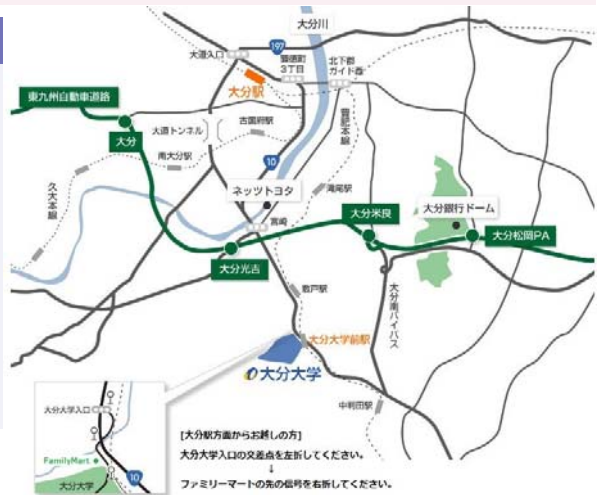 大分川
197
大道入口
顕徳町
3丁目
北下郡
ガイド西
大分駅
東九州自動車道路
大分
大道トンネル
古国府駅
豊肥本線
南大分駅
10
久大本線
ネッツトヨタ
滝尾駅
宮崎
大分米良
大分銀行ドーム
大分松岡PA
大分光吉
敷戸駅
大分南バイパス
大分大学前駅
大分大学
中判田駅
大分大学入口
FamilyMart
10
大分大学
[大分駅方面からお越しの方]
大分大学入口の交差点を左折してください。
↓
ファミリーマートの先の信号を右折してください。